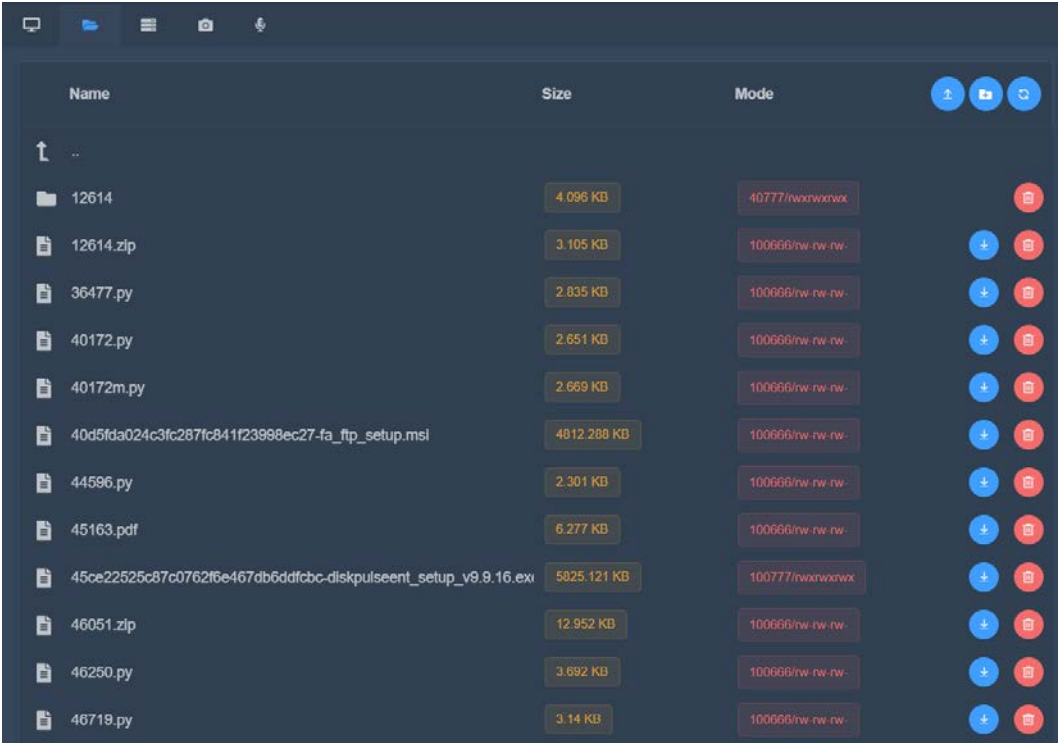 Name Size Mode
..
12614 4.096 KB 40777/rwxrwxrwx
12614.zip 3.105 KB 100666/rw-rw-rw-
36477.py 2.835 KB 100666/rw-rw-rw-
40172.py 2.651 KB 100666/rw-rw-rw-
40172m.py 2.669 KB 100666/rw-rw-rw-
40d5fda024c3fc287fc841f23998ec27-fa_ftp_setup.msi 4812.288 KB 100666/rw-rw-rw-
44596.py 2.301 KB 100666/rw-rw-rw-
45163.pdf 6.277 KB 100666/rw-rw-rw-
45ce22525c87c0762f6e467db6ddfcbc-diskpulseent_setup_v9.9.16.exe 5825.121 KB 100777/rwxrwxrwx
46051.zip 12.952 KB 100666/rw-rw-rw-
46250.py 3.692 KB 100666/rw-rw-rw-
46719.py 3.14 KB 100666/rw-rw-rw-